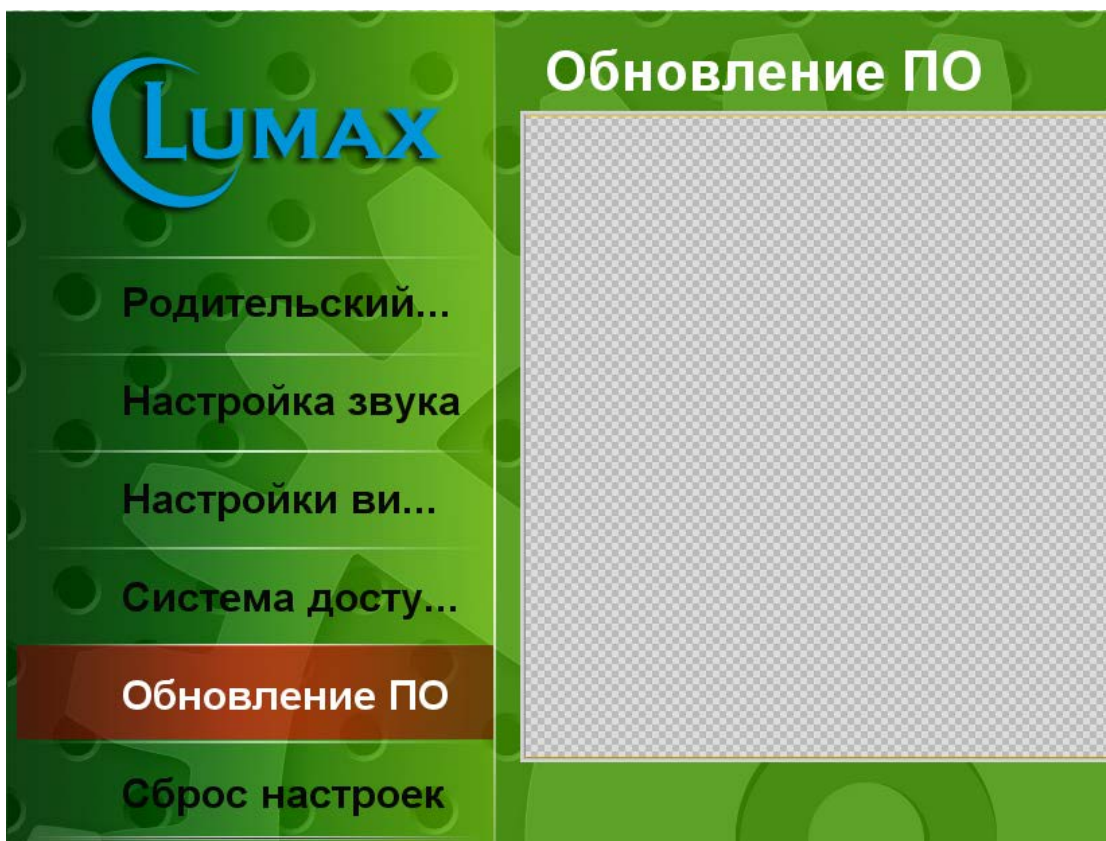 LUMAX
Обновление ПО
Родительский...
Настройка звука
Настройки ви...
Система досту...
Обновление ПО
Сброс настроек